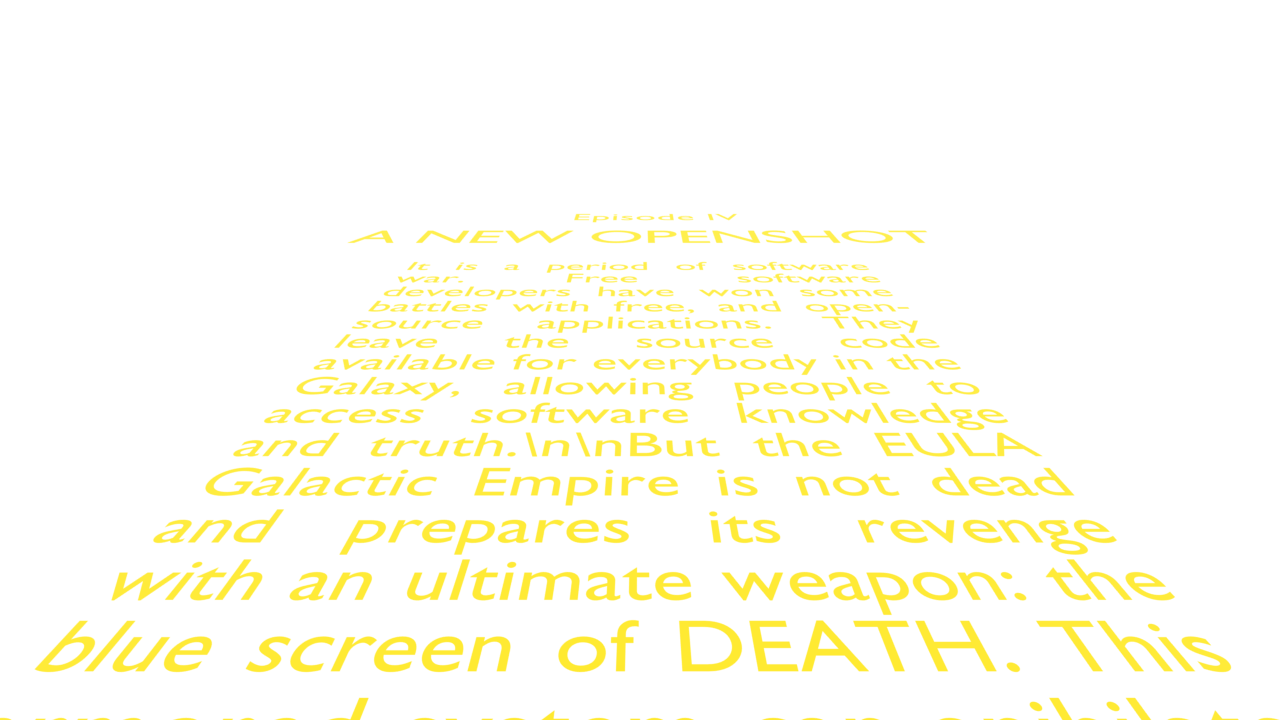 Episode IV
A NEW OPENSHOT
It is a period of software
war. Free software
developers have won some
battles with free, and open-
source applications. They
leave the source code
available for everybody in the
Galaxy, allowing people to
access software knowledge
and truth.\n\nBut the EULA
Galactic Empire is not dead
and prepares its revenge
with an ultimate weapon: the
blue screen of DEATH. This
system can